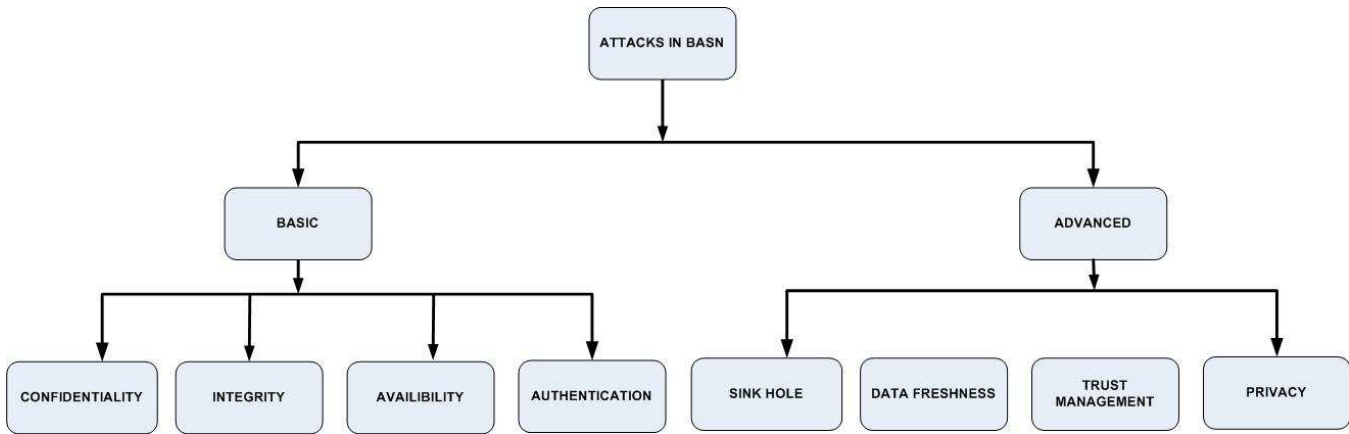 ATTACKS IN BASN
BASIC
ADVANCED
CONFIDENTIALITY
INTEGRITY
AVAILIBILITY
AUTHENTICATION
SINK HOLE
DATA FRESHNESS
TRUST
MANAGEMENT
PRIVACY